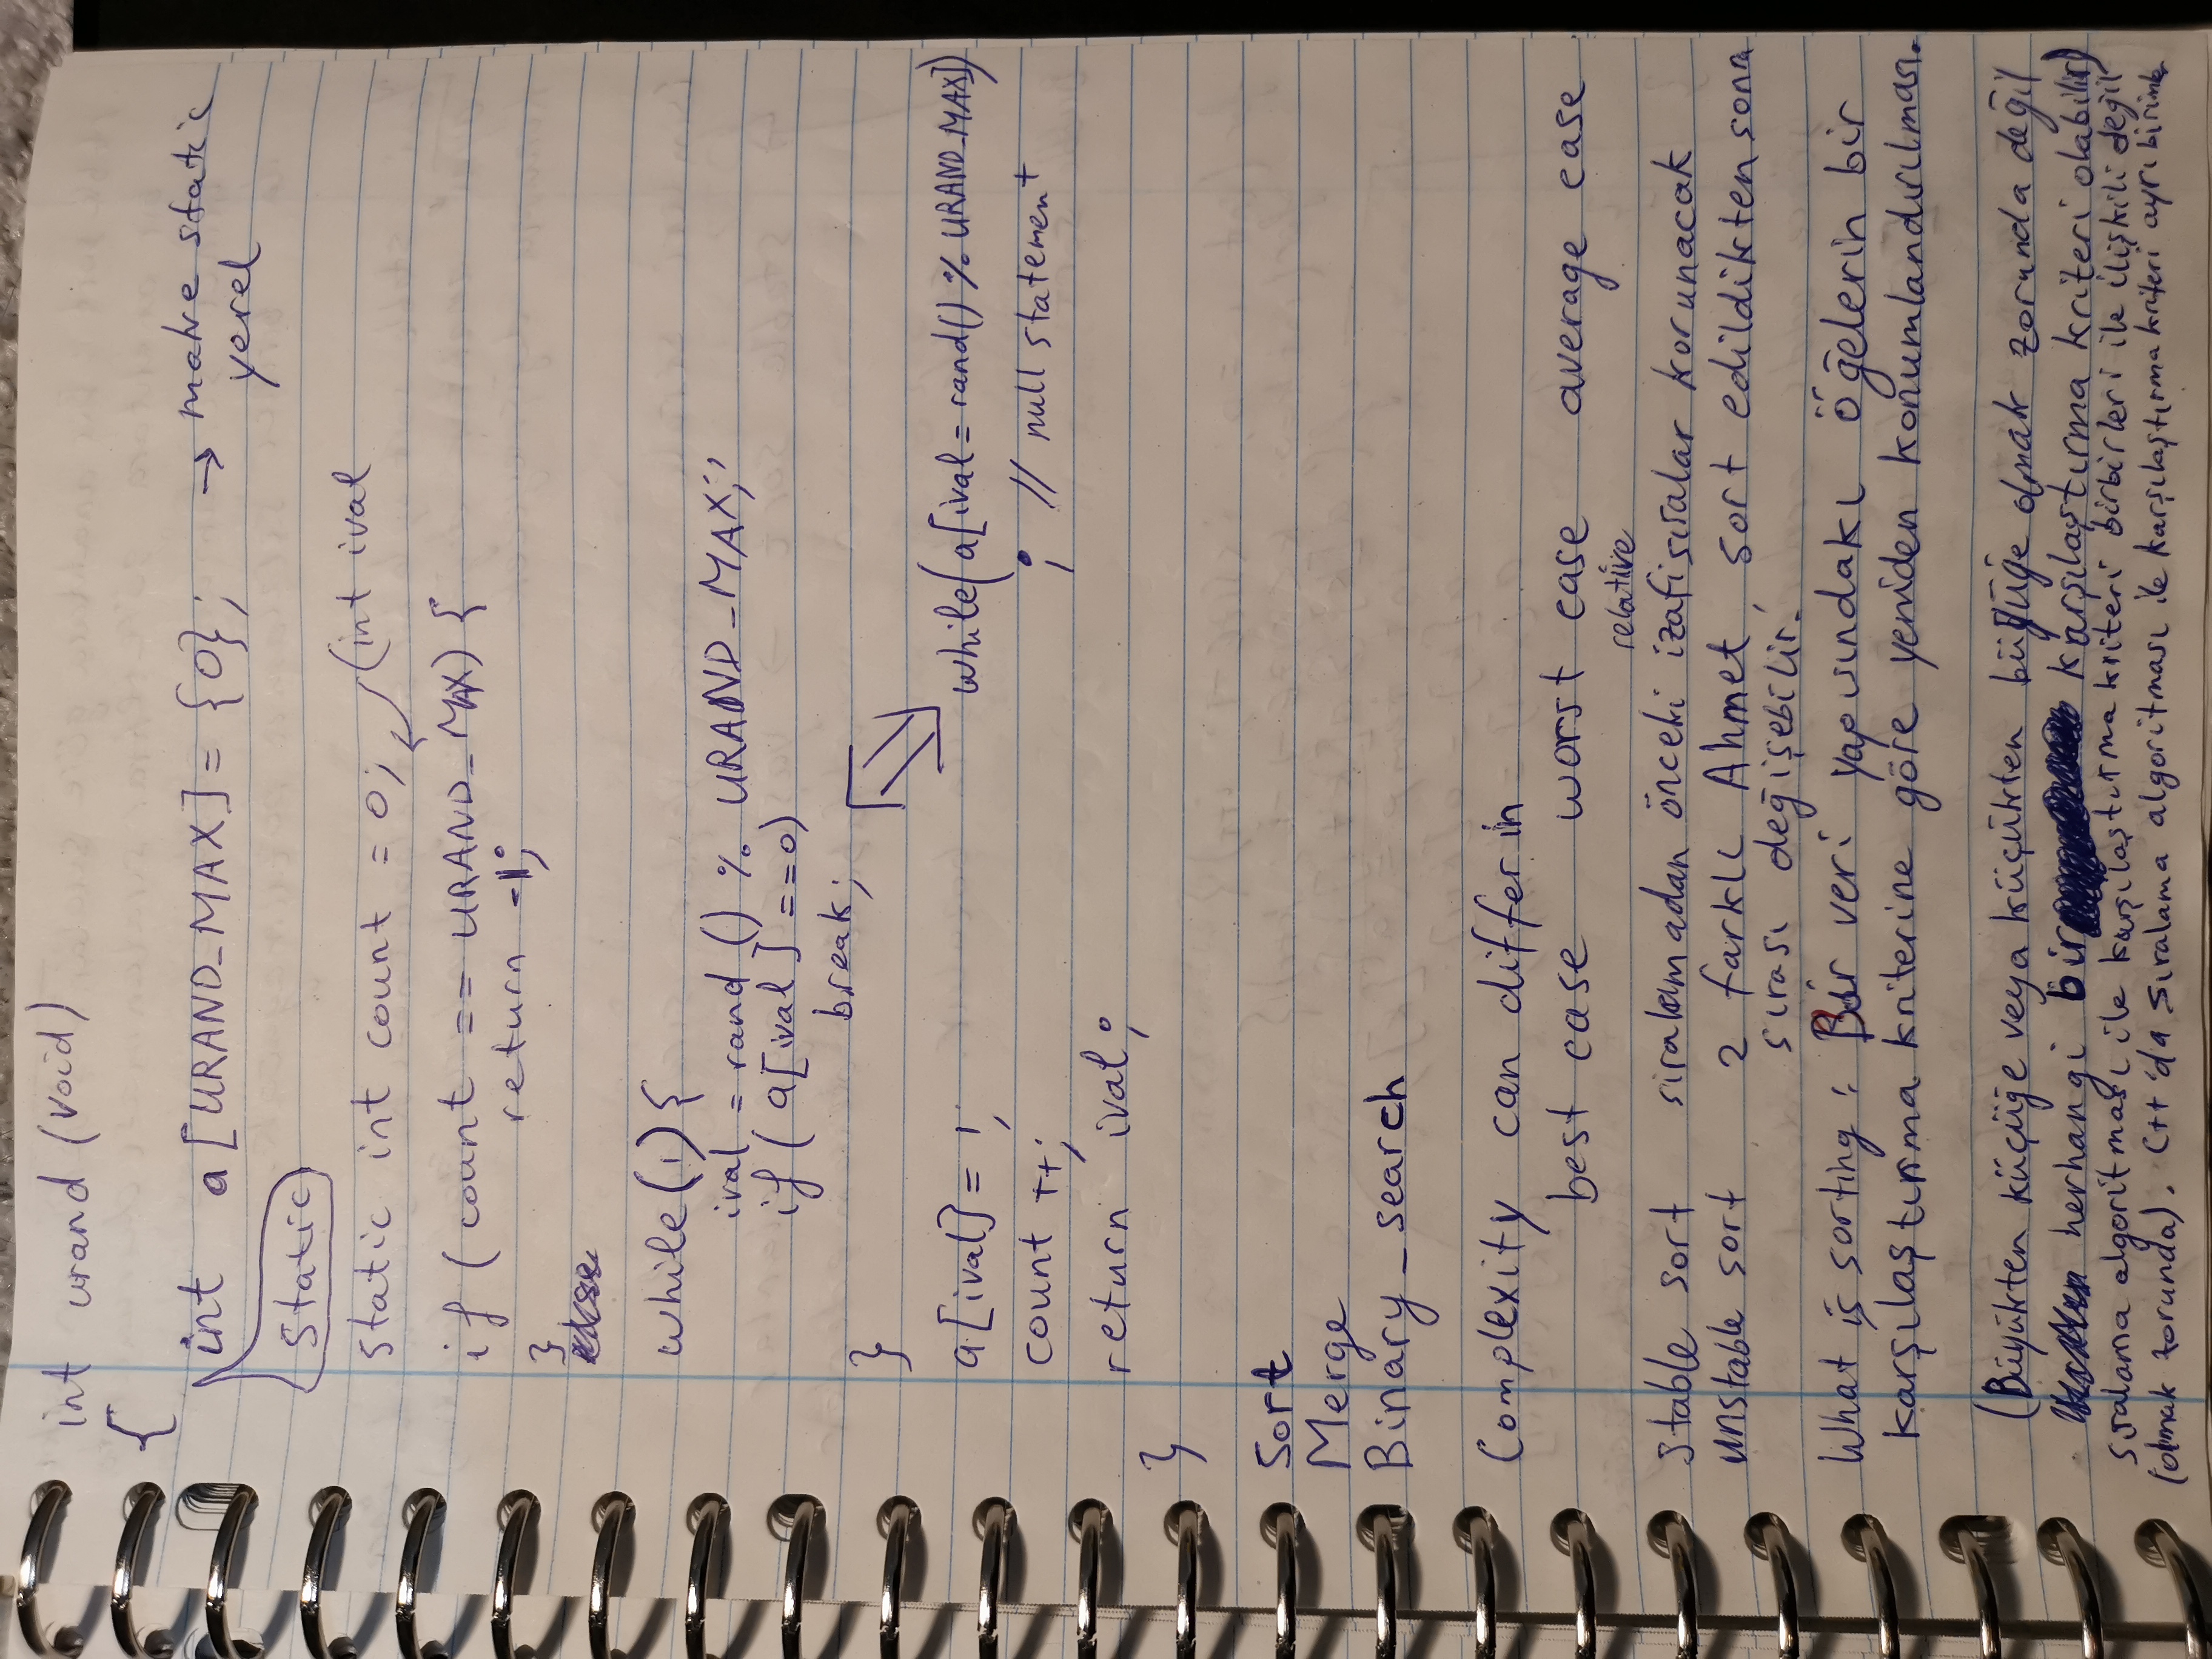 int urand (void)
{
int a[URAND_MAX] = {0}; → make static
yerel
static
(int ival
static int count = 0;
if (count == URAND_MAX) {
return -1;
}
else
while(1){
ival = rand () % URAND_MAX;
if ( a[ival] ==0)
break;
}
a[ival] = 1;
while(a[ival = rand() % URAND_MAX])
count ++;
; // null statement
return ival;
}
Sort
Merge
Binary_search
Complexity can differ in
best case worst case average case
relative
stable sort siralamadan önceki izafi sıralar korunacak
unstable sort 2 farklı Ahmet, sort edildikten sonra
sırası değişebilir.
What is sorting : Bir veri yapısındaki öğelerin bir
karşılaştırma kriterine göre yeniden konumlandırılması.
(Büyükten küçüğe veya küçükten büyüğe olmak zorunda değil
herhangi bir karşılaştırma kriteri olabilir)
sıralama algoritması ile karşılaştırma kriteri birbirleri ile ilişkili değil
(olmak zorunda). C++'da sıralama algoritması ile karşılaştırma kriteri ayrı birimler